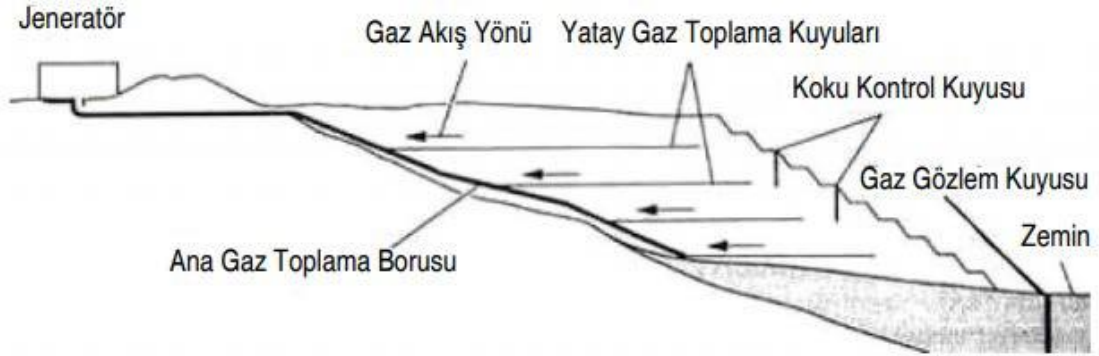 Jeneratör
Gaz Akış Yönü
Yatay Gaz Toplama Kuyuları
Koku Kontrol Kuyusu
Gaz Gözlem Kuyusu
Zemin
Ana Gaz Toplama Borusu